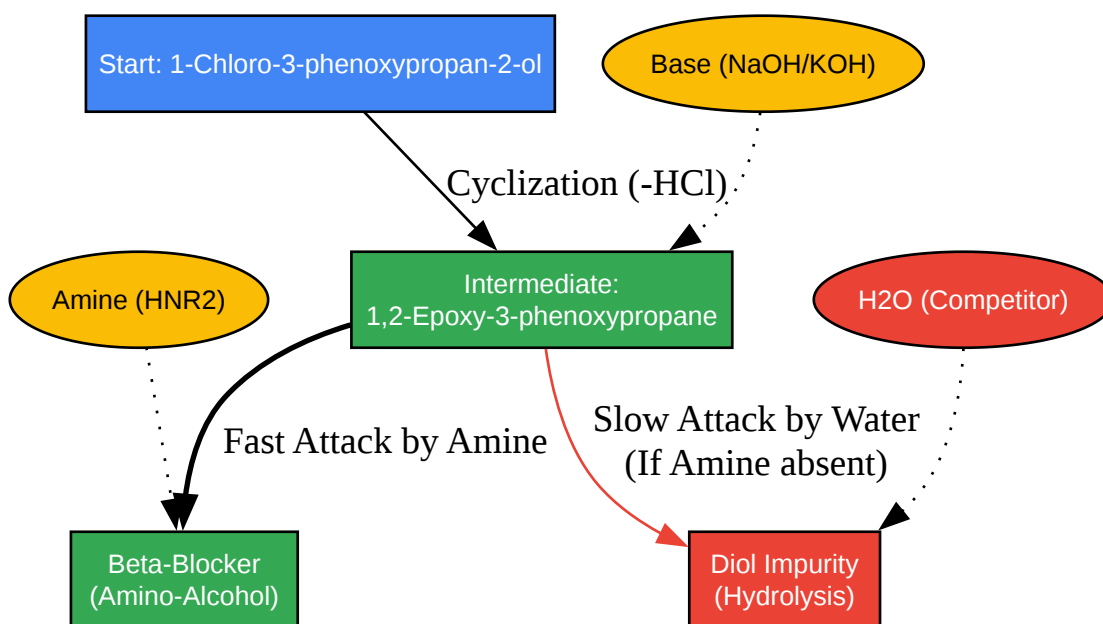 Start: 1-Chloro-3-phenoxypropan-2-ol
Base (NaOH/KOH)
Cyclization (-HCl)
Amine (HNR2)
Intermediate:
1,2-Epoxy-3-phenoxypropane
H2O (Competitor)
Fast Attack by Amine
Slow Attack by Water
(If Amine absent)
Beta-Blocker
(Amino-Alcohol)
Diol Impurity
(Hydrolysis)